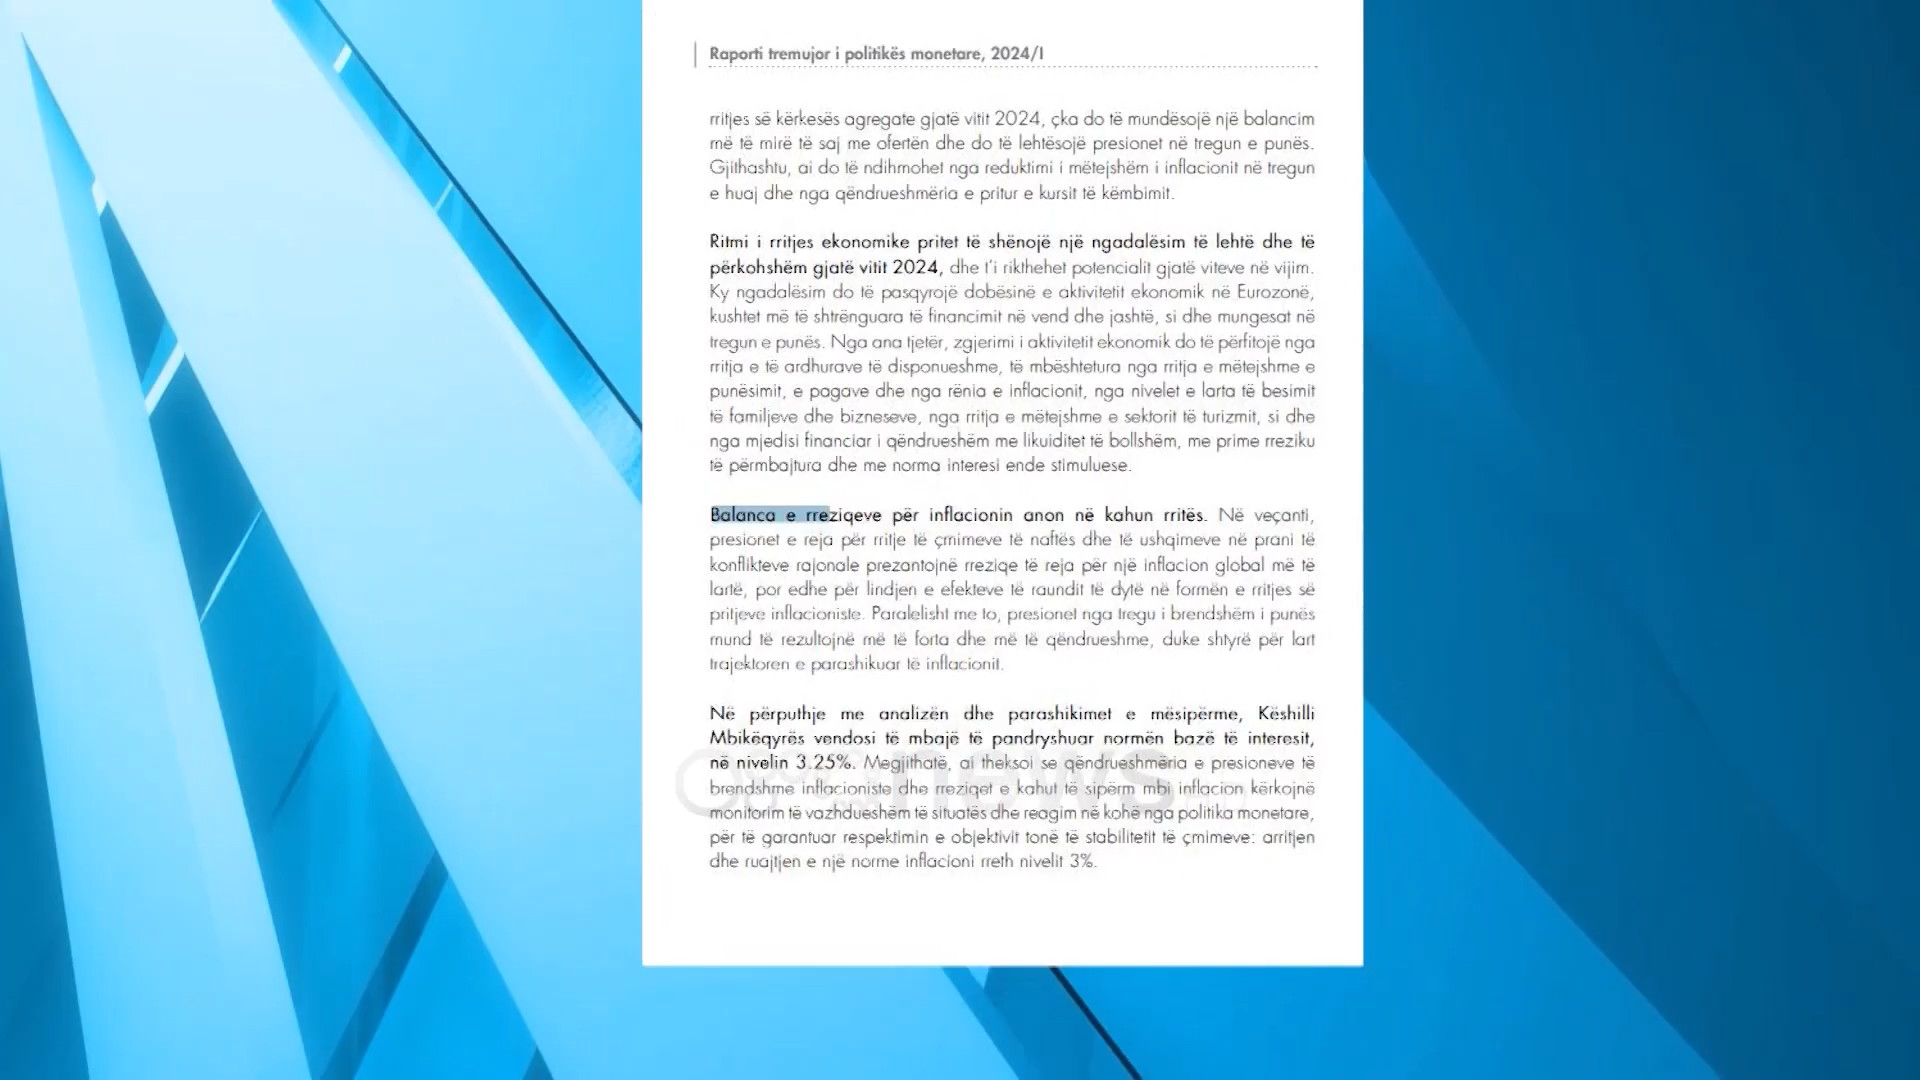 Raporti tremujor i politikës monetare, 2024/I
rritjes së kërkesës agregate gjatë vitit 2024, çka do të mundësojë një balancim
më të mirë të saj me ofertën dhe do të lehtësojë presionet në tregun e punës.
Gjithashtu, ai do të ndihmohet nga reduktimi i mëtejshëm i inflacionit në tregun
e huaj dhe nga qëndrueshmëria e pritur e kursit të këmbimit.
Ritmi i rritjes ekonomike pritet të shënojë një ngadalësim të lehtë dhe të
përkohshëm gjatë vitit 2024, dhe t'i rikthehet potencialit gjatë viteve në vijim.
Ky ngadalësim do të pasqyrojë dobësinë e aktivitetit ekonomik në Eurozonë,
kushtet më të shtrënguara të financimit në vend dhe jashtë, si dhe mungesat në
tregun e punës. Nga ana tjetër, zgjerimi i aktivitetit ekonomik do të përfitojë nga
rritja e të ardhurave të disponueshme, të mbështetura nga rritja e mëtejshme e
punësimit, e pagave dhe nga rënia e inflacionit, nga nivelet e larta të besimit
të familjeve dhe bizneseve, nga rritja e mëtejshme e sektorit të turizmit, si dhe
nga mjedisi financiar i qëndrueshëm me likuiditet të bollshëm, me prime rreziku
të përmbajtura dhe me norma interesi ende stimuluese.
Balanca e rreziqeve për inflacionin anon në kahun rritës. Në veçanti,
presionet e reja për rritje të çmimeve të naftës dhe të ushqimeve në prani të
konflikteve rajonale prezantojnë rreziqe të reja për një inflacion global më të
lartë, por edhe për lindjen e efekteve të raundit të dytë në formën e rritjes së
pritjeve inflacioniste. Paralelisht me to, presionet nga tregu i brendshëm i punës
mund të rezultojnë më të forta dhe më të qëndrueshme, duke shtyrë për lart
trajektoren e parashikuar të inflacionit.
Në përputhje me analizën dhe parashikimet e mësipërme, Këshilli
Mbikëqyrës vendosi të mbajë të pandryshuar normën bazë të interesit,
në nivelin 3.25%. Megjithatë, ai theksoi se qëndrueshmëria e presioneve të
brendshme inflacioniste dhe rreziqet e kahut të sipërm mbi inflacion kërkojnë
monitorim të vazhdueshëm të situatës dhe reagim në kohë nga politika monetare,
për të garantuar respektimin e objektivit tonë të stabilitetit të çmimeve: arritjen
dhe ruajtjen e një norme inflacioni rreth nivelit 3%.
news